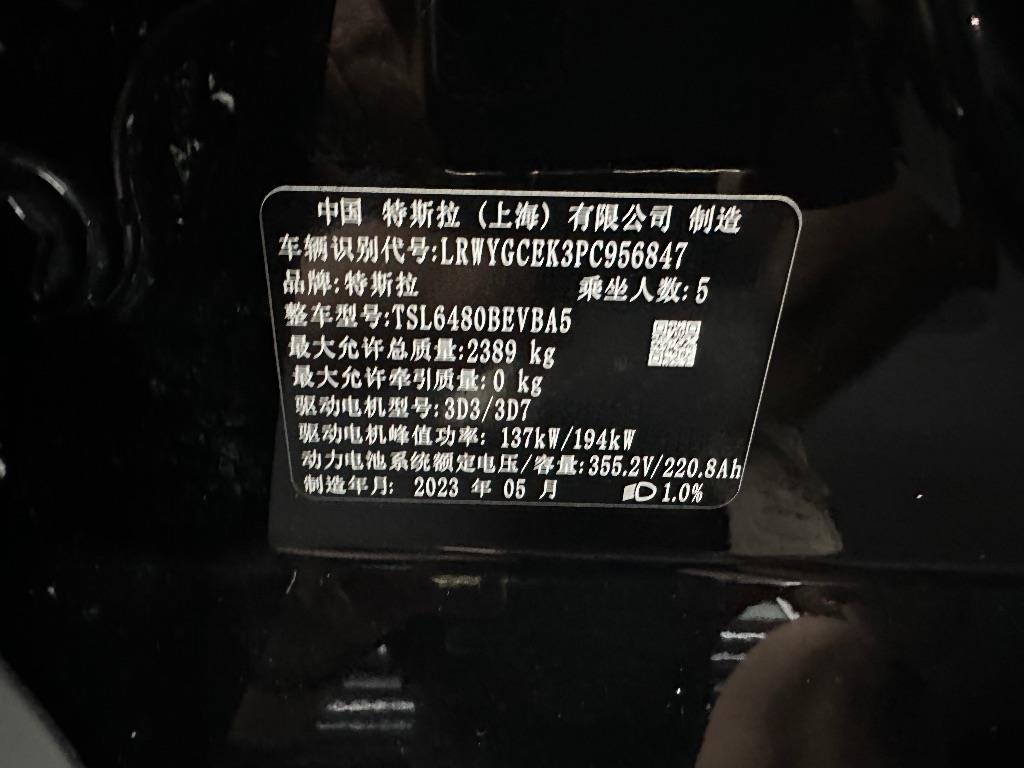 中国 特斯拉 (上海) 有限公司 制造
车辆识别代号:LRWYGCEK3PC956847
品牌:特斯拉 乘坐人数:5
整车型号:TSL6480BEVBA5
最大允许总质量:2389 kg
最大允许牵引质量:0 kg
驱动电机型号:3D3/3D7
驱动电机峰值功率: 137kW/194kW
动力电池系统额定电压/容量:355.2V/220.8Ah
制造年月: 2023 年 05 月 1.0%